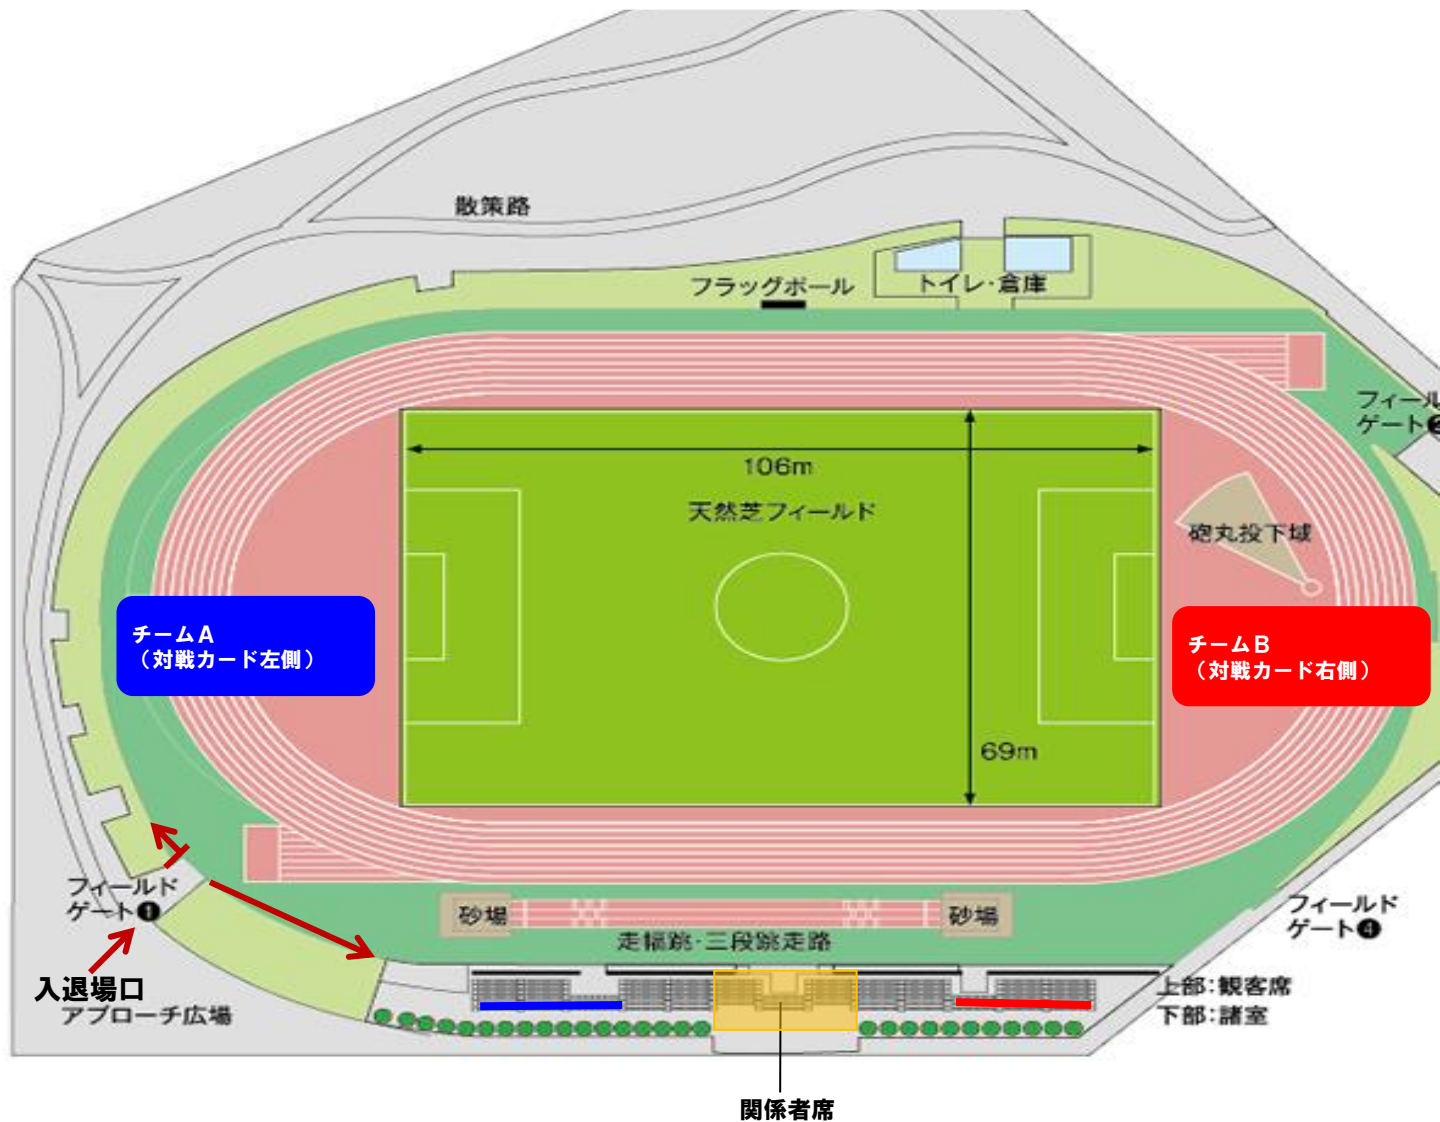 散策路
フラッグポール
トイレ・倉庫
フィール
ゲート❷
106m
天然芝フィールド
砲丸投下域
チームA
（対戦カード左側）
チームB
（対戦カード右側）
69m
フィールド
ゲート❶
入退場口
アプローチ広場
砂場
砂場
走幅跳・三段跳走路
フィールド
ゲート❹
上部：観客席
下部：諸室
関係者席